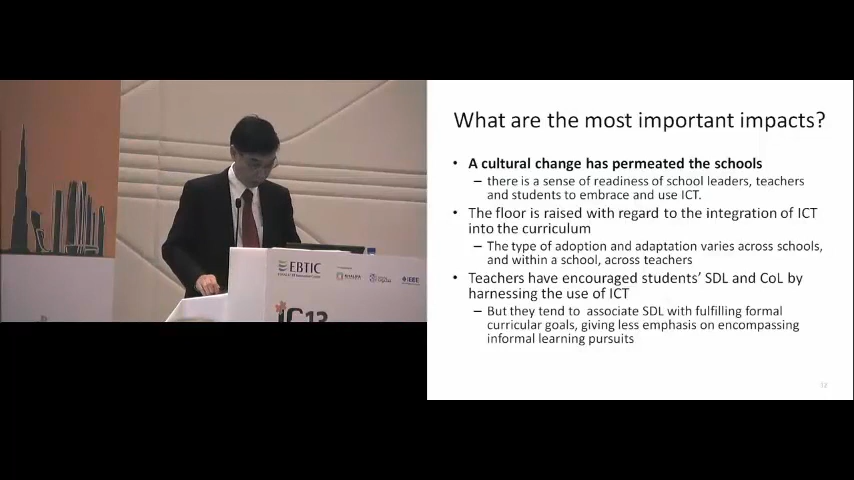 EBTIC
KHALIFA
IEEE
iC13
What are the most important impacts?
• A cultural change has permeated the schools
– there is a sense of readiness of school leaders, teachers
and students to embrace and use ICT.
• The floor is raised with regard to the integration of ICT
into the curriculum
– The type of adoption and adaptation varies across schools,
and within a school, across teachers
• Teachers have encouraged students' SDL and CoL by
harnessing the use of ICT
– But they tend to associate SDL with fulfilling formal
curricular goals, giving less emphasis on encompassing
informal learning pursuits
12